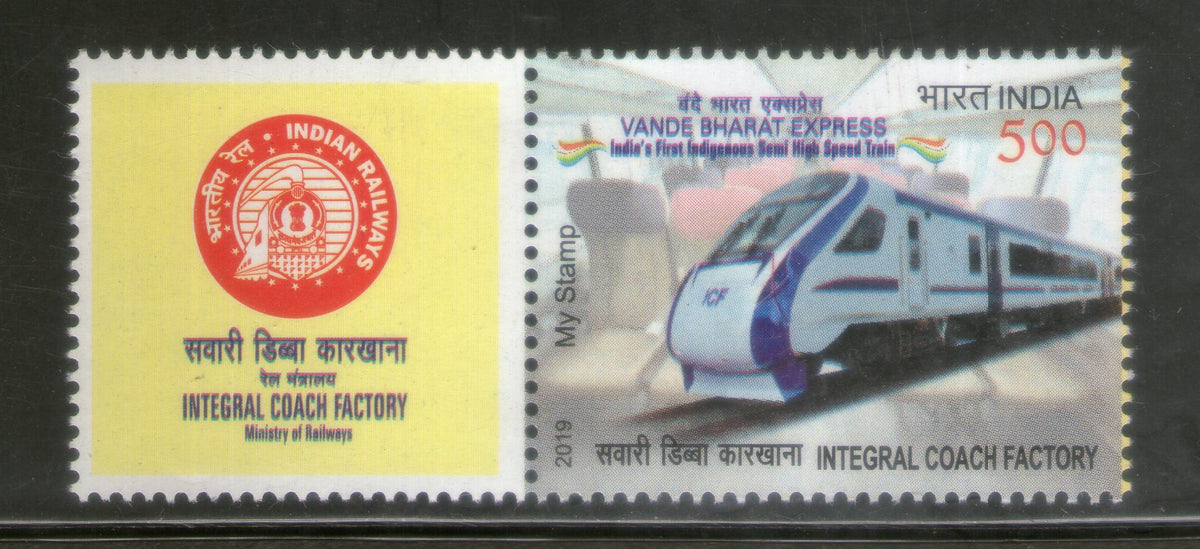 भारतीय रेल • INDIAN RAILWAYS
सवारी डिब्बा कारखाना
रेल मंत्रालय
INTEGRAL COACH FACTORY
Ministry of Railways
वंदे भारत एक्सप्रेस
VANDE BHARAT EXPRESS
India's First Indigenous Semi High Speed Train
भारत INDIA
500
My Stamp
2019
ICF
सवारी डिब्बा कारखाना INTEGRAL COACH FACTORY